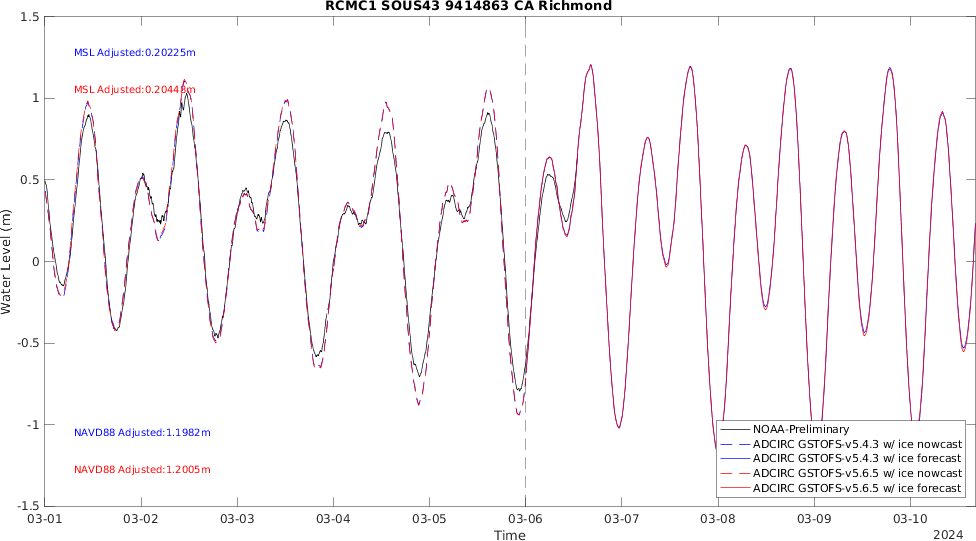 RCMC1 SOUS43 9414863 CA Richmond
1.5
MSL Adjusted:0.20225m
MSL Adjusted:0.20443m
1
0.5
0
-0.5
-1
-1.5
Water Level (m)
NAVD88 Adjusted:1.1982m
NAVD88 Adjusted:1.2005m
NOAA-Preliminary
ADCIRC GSTOFS-v5.4.3 w/ ice nowcast
ADCIRC GSTOFS-v5.4.3 w/ ice forecast
ADCIRC GSTOFS-v5.6.5 w/ ice nowcast
ADCIRC GSTOFS-v5.6.5 w/ ice forecast
03-01 03-02 03-03 03-04 03-05 03-06 03-07 03-08 03-09 03-10
Time
2024